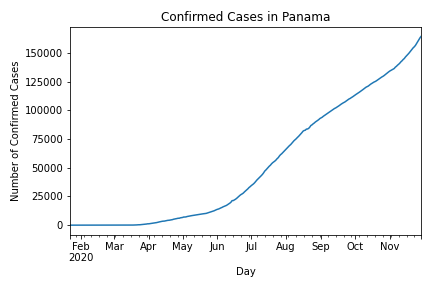 Confirmed Cases in Panama
Number of Confirmed Cases
150000
125000
100000
75000
50000
25000
0
Feb Mar Apr May Jun Jul Aug Sep Oct Nov
2020
Day